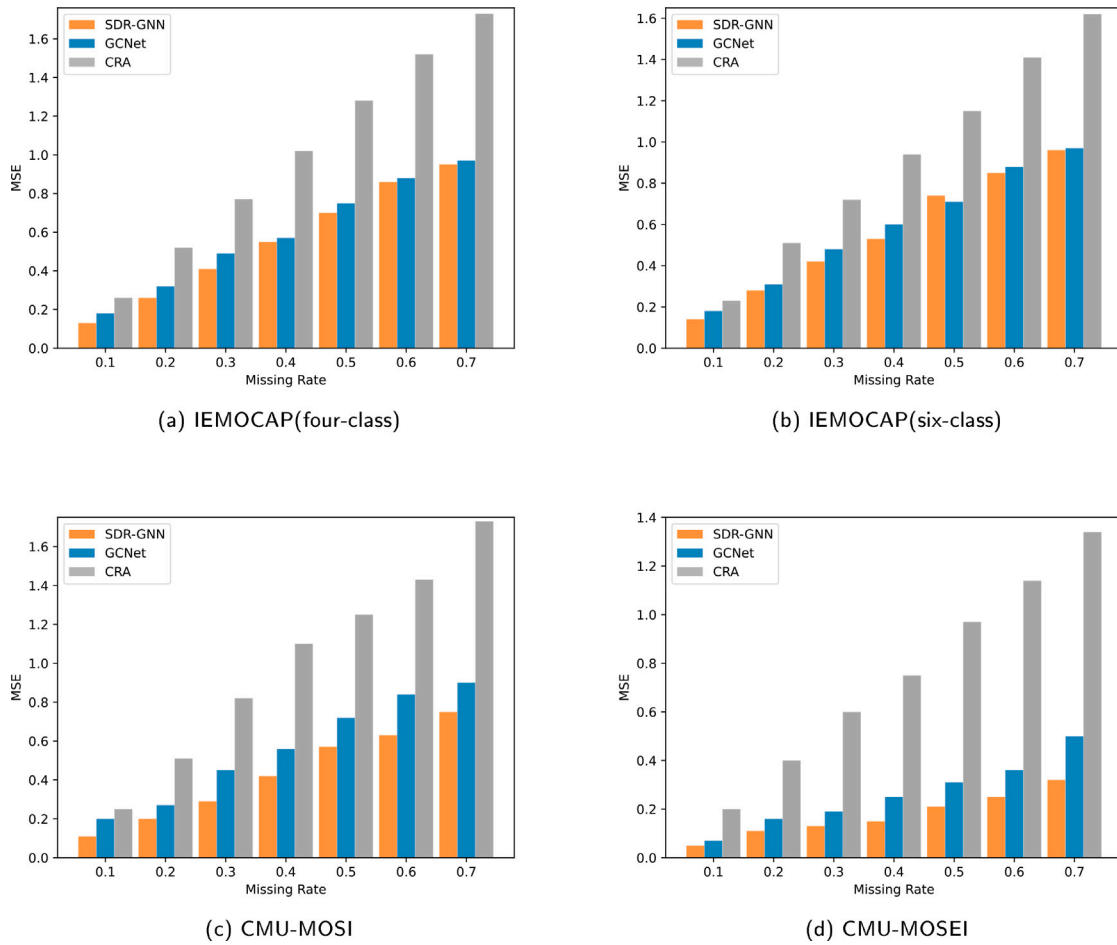 SDR-GNN
GCNet
CRA
1.6
1.4
1.2
1.0
0.8
0.6
0.4
0.2
0.0
MSE
0.1 0.2 0.3 0.4 0.5 0.6 0.7
Missing Rate
(a) IEMOCAP(four-class)
SDR-GNN
GCNet
CRA
1.6
1.4
1.2
1.0
0.8
0.6
0.4
0.2
0.0
MSE
0.1 0.2 0.3 0.4 0.5 0.6 0.7
Missing Rate
(b) IEMOCAP(six-class)
SDR-GNN
GCNet
CRA
1.6
1.4
1.2
1.0
0.8
0.6
0.4
0.2
0.0
MSE
0.1 0.2 0.3 0.4 0.5 0.6 0.7
Missing Rate
(c) CMU-MOSI
SDR-GNN
GCNet
CRA
1.4
1.2
1.0
0.8
0.6
0.4
0.2
0.0
MSE
0.1 0.2 0.3 0.4 0.5 0.6 0.7
Missing Rate
(d) CMU-MOSEI